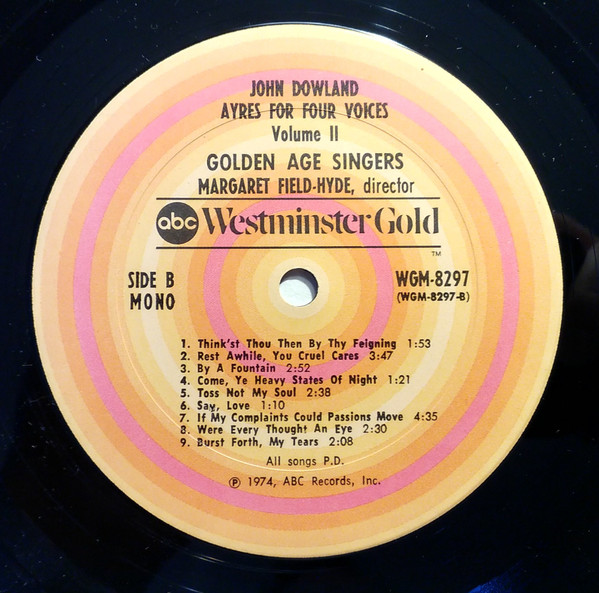 JOHN DOWLAND
AYRES FOR FOUR VOICES
Volume II
GOLDEN AGE SINGERS
MARGARET FIELD-HYDE, director
abc Westminster Gold
TM
SIDE B
MONO
WGM-8297
(WGM-8297-B)
1. Think'st Thou Then By Thy Feigning 1:53
2. Rest Awhile, You Cruel Cares 3:47
3. By A Fountain 2:52
4. Come, Ye Heavy States Of Night 1:21
5. Toss Not My Soul 2:38
6. Say, Love 1:10
7. If My Complaints Could Passions Move 4:35
8. Were Every Thought An Eye 2:30
9. Burst Forth, My Tears 2:08
All songs P.D.
℗ 1974, ABC Records, Inc.